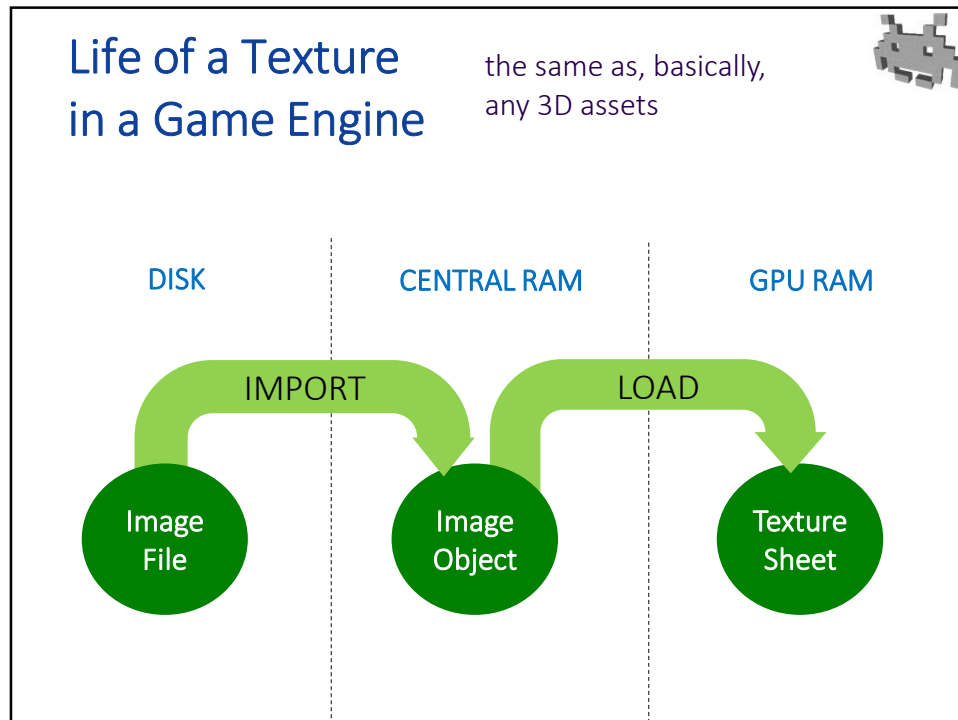 Life of a Texture
in a Game Engine
the same as, basically,
any 3D assets
DISK
CENTRAL RAM
GPU RAM
IMPORT
LOAD
Image
File
Image
Object
Texture
Sheet